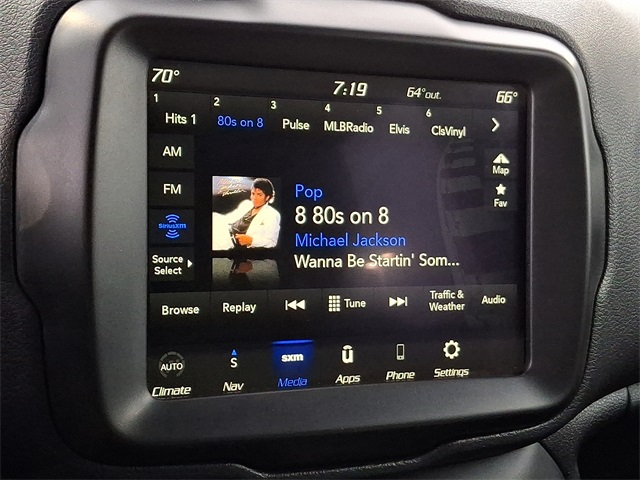 70°
7:19
64° out.
66°
1
2
3
4
5
6
Hits 1
80s on 8
Pulse
MLBRadio
Elvis
ClsVinyl
AM
FM
SiriusXM
Source
Select
Map
Fav
Pop
8 80s on 8
Michael Jackson
Wanna Be Startin' Som...
Browse
Replay
Tune
Traffic &
Weather
Audio
AUTO
Climate
S
Nav
sxm
Media
ū
Apps
Phone
Settings